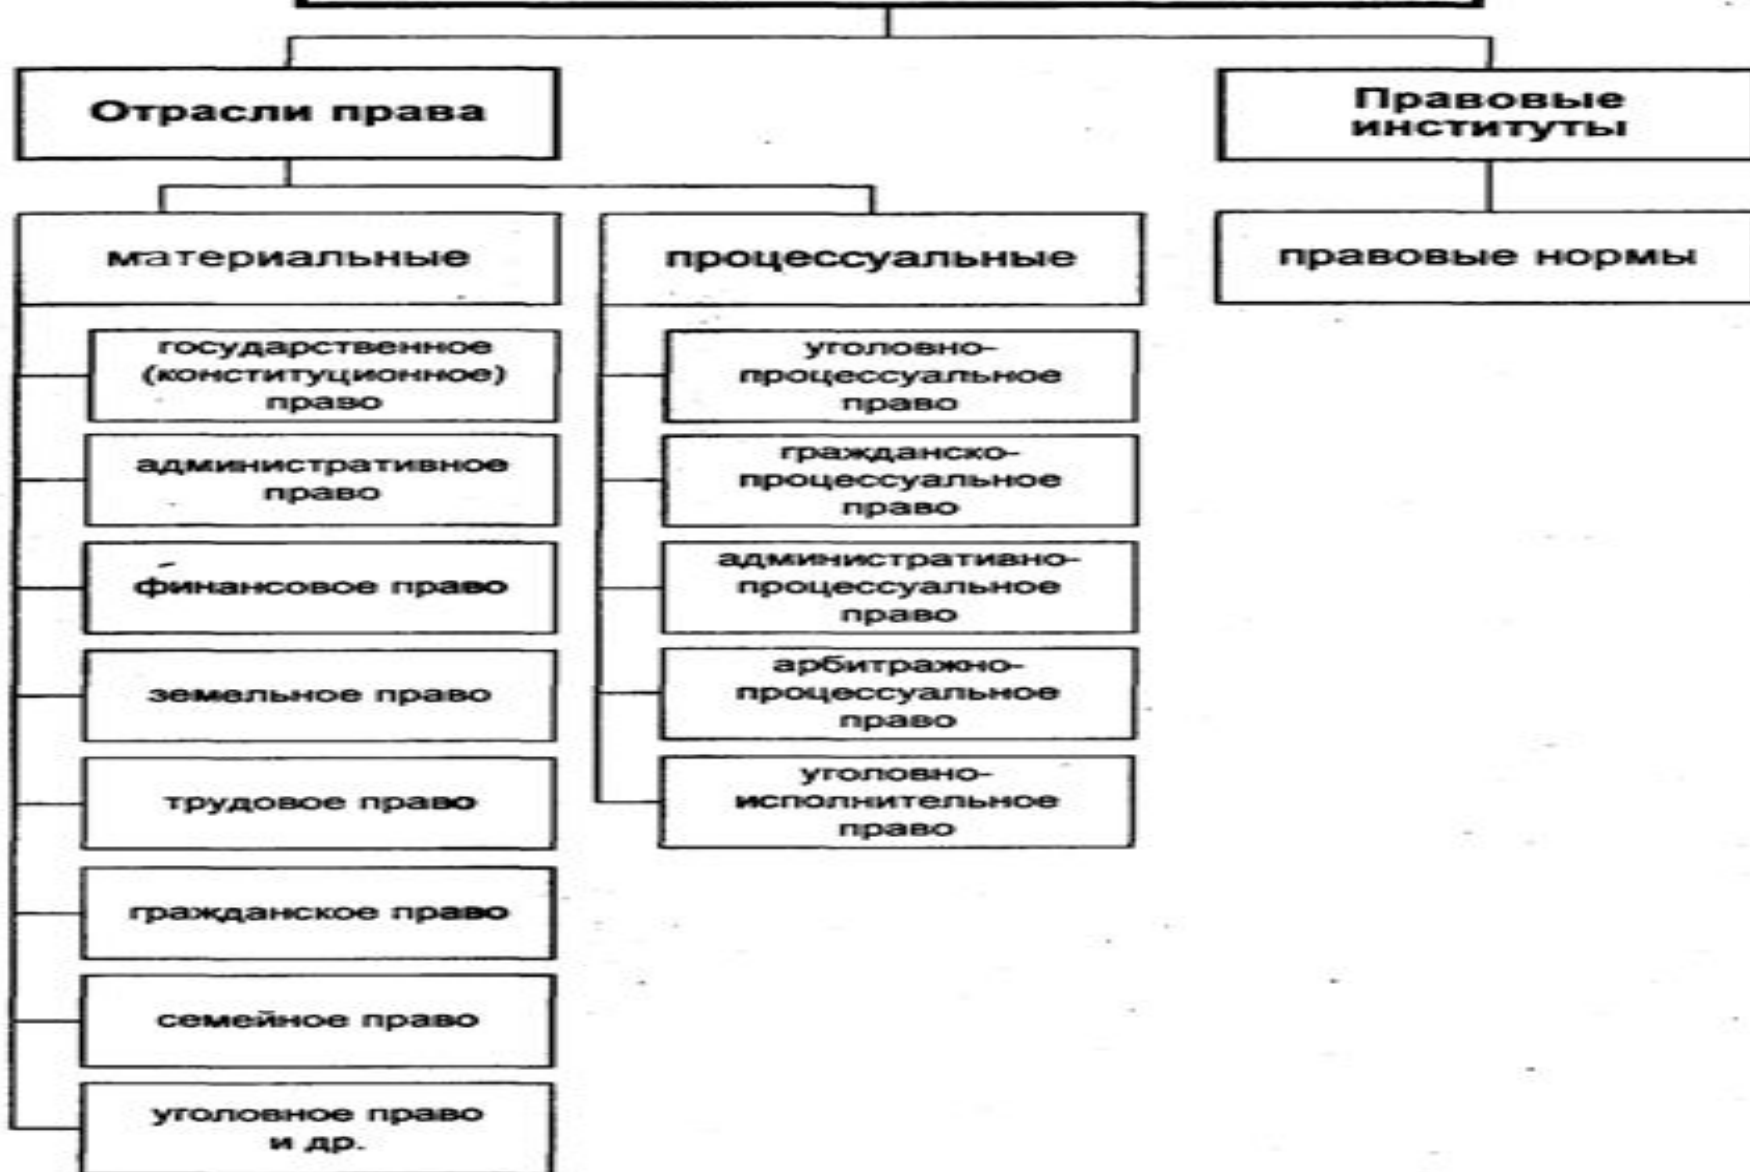 Отрасли права
Правовые
институты
материальные
процессуальные
правовые нормы
государственное
(конституционное)
право
административное
право
финансовое право
земельное право
трудовое право
гражданское право
семейное право
уголовное право
и др.
уголовно-
процессуальное
право
гражданско-
процессуальное
право
административно-
процессуальное
право
арбитражно-
процессуальное
право
уголовно-
исполнительное
право